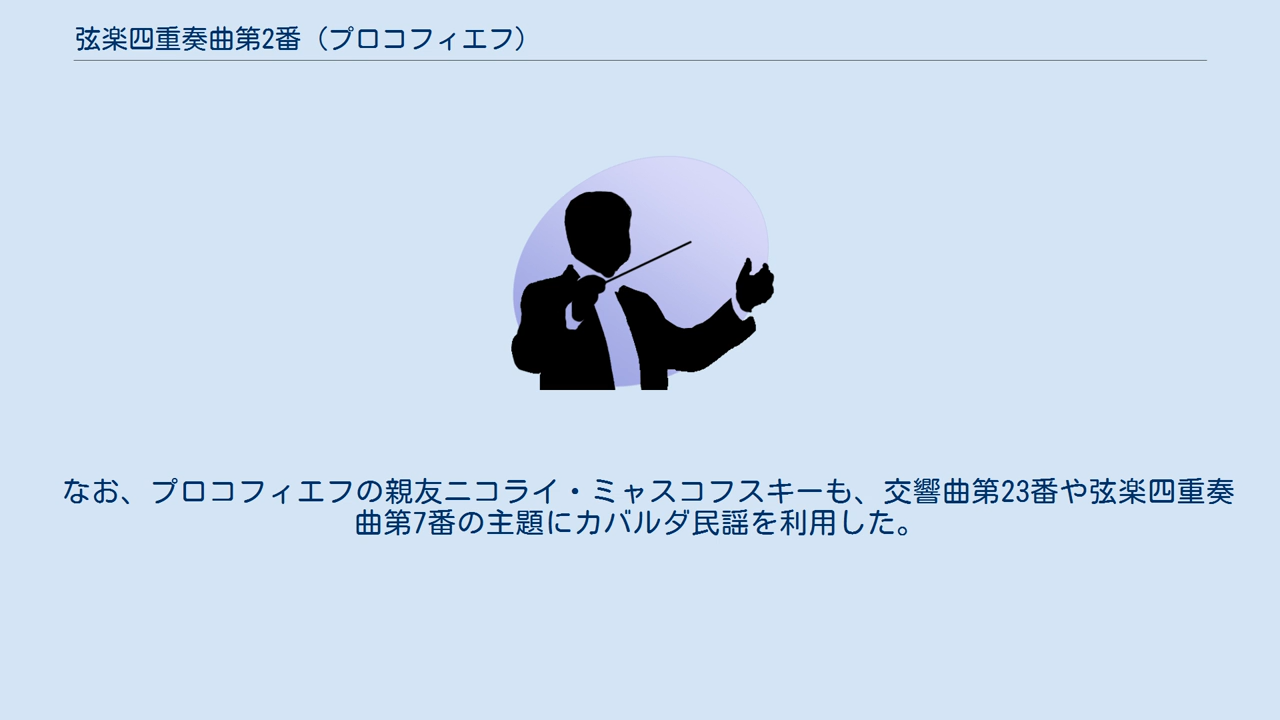 弦楽四重奏曲第2番（プロコフィエフ）
なお、プロコフィエフの親友ニコライ・ミャスコフスキーも、交響曲第23番や弦楽四重奏
曲第7番の主題にカバルダ民謡を利用した。